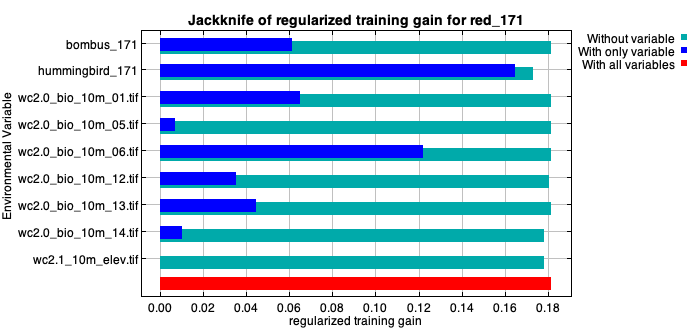 Jackknife of regularized training gain for red_171
Without variable
With only variable
With all variables
Environmental Variable
bombus_171
hummingbird_171
wc2.0_bio_10m_01.tif
wc2.0_bio_10m_05.tif
wc2.0_bio_10m_06.tif
wc2.0_bio_10m_12.tif
wc2.0_bio_10m_13.tif
wc2.0_bio_10m_14.tif
wc2.1_10m_elev.tif
0.00 0.02 0.04 0.06 0.08 0.10 0.12 0.14 0.16 0.18
regularized training gain